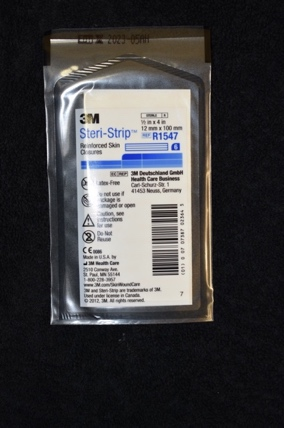 STERILE R
3M
Steri-Strip™
Reinforced Skin
Closures
½ in x 4 in
12 mm x 100 mm
REF R1547
6
EC REP 3M Deutschland GmbH
Health Care Business
Carl-Schurz-Str. 1
41453 Neuss, Germany
Latex-Free
Do not use if
package is
damaged or open
Caution, see
instructions
for use
Do Not
Reuse
CE 0086
Made in U.S.A. by
3M Health Care
2510 Conway Ave.
St. Paul, MN 55144
1-800-228-3957
www.3m.com/SkinWoundCare
3M and Steri-Strip are trademarks of 3M.
Used under license in Canada.
© 2012, 3M. All rights reserved.
7